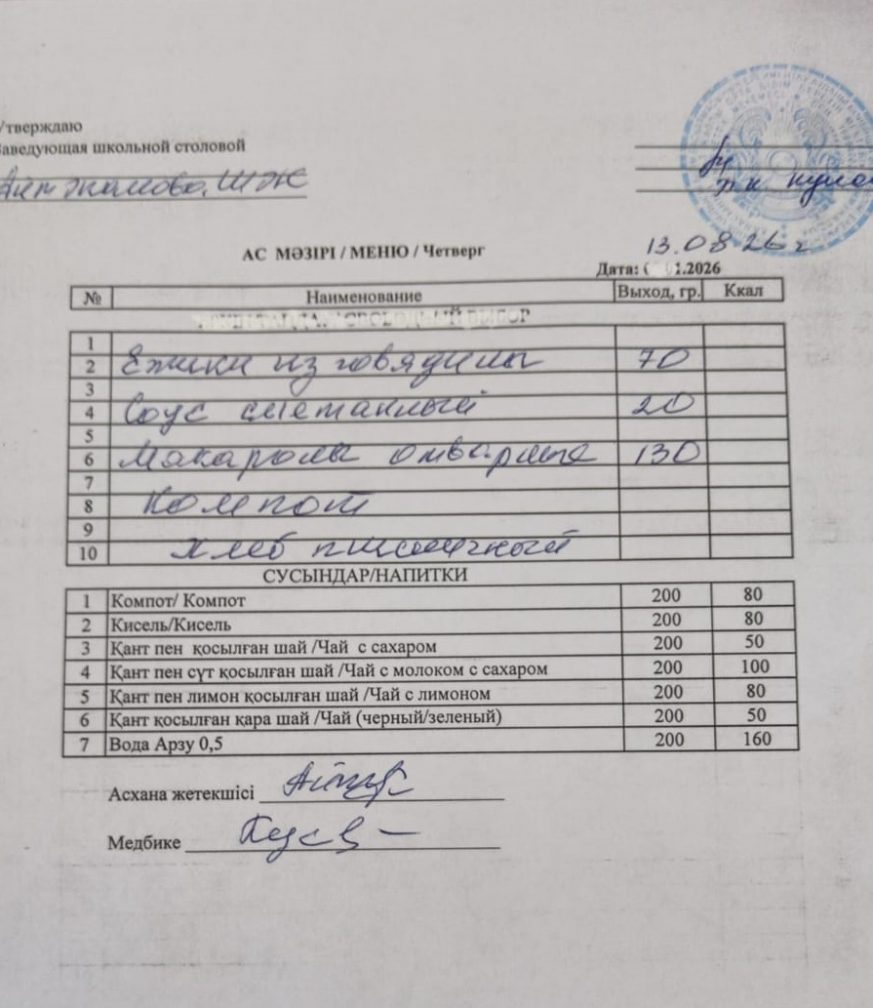 Утверждаю
Заведующая школьной столовой
13.08.26 г
АС МӘЗІРІ / МЕНЮ / Четверг
Дата: 1.2026
№ Наименование Выход, гр. Ккал
1
2 Ежики из говядины 70
3
4 Соус сметанный 20
5
6 Макароны отварные 130
7
8 Компот
9
10 хлеб пшеничный
СУСЫНДАР/НАПИТКИ
1 Компот/ Компот 200 80
2 Кисель/Кисель 200 80
3 Қант пен қосылған шай /Чай с сахаром 200 50
4 Қант пен сүт қосылған шай /Чай с молоком с сахаром 200 100
5 Қант пен лимон қосылған шай /Чай с лимоном 200 80
6 Қант қосылған қара шай /Чай (черный/зеленый) 200 50
7 Вода Арзу 0,5 200 160
Асхана жетекшісі
Медбике